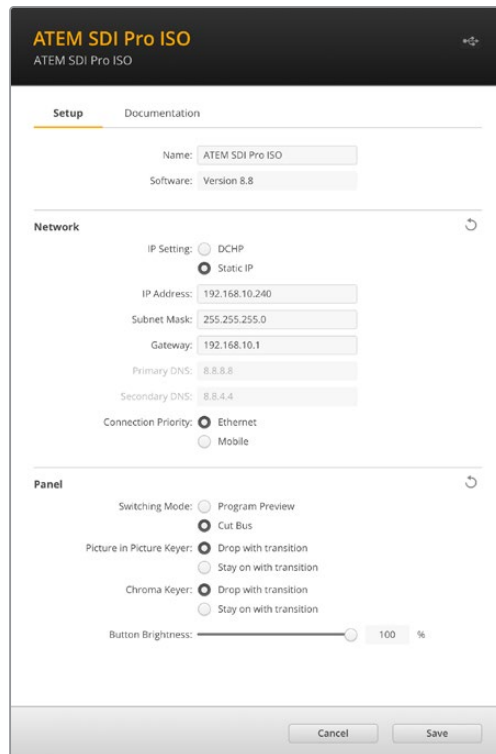 ATEM SDI Pro ISO
ATEM SDI Pro ISO
Setup Documentation
Name: ATEM SDI Pro ISO
Software: Version 8.8
Network
IP Setting: DCHP
Static IP
IP Address: 192.168.10.240
Subnet Mask: 255.255.255.0
Gateway: 192.168.10.1
Primary DNS: 8.8.8.8
Secondary DNS: 8.8.4.4
Connection Priority: Ethernet
Mobile
Panel
Switching Mode: Program Preview
Cut Bus
Picture in Picture Keyer: Drop with transition
Stay on with transition
Chroma Keyer: Drop with transition
Stay on with transition
Button Brightness: 100 %
Cancel Save